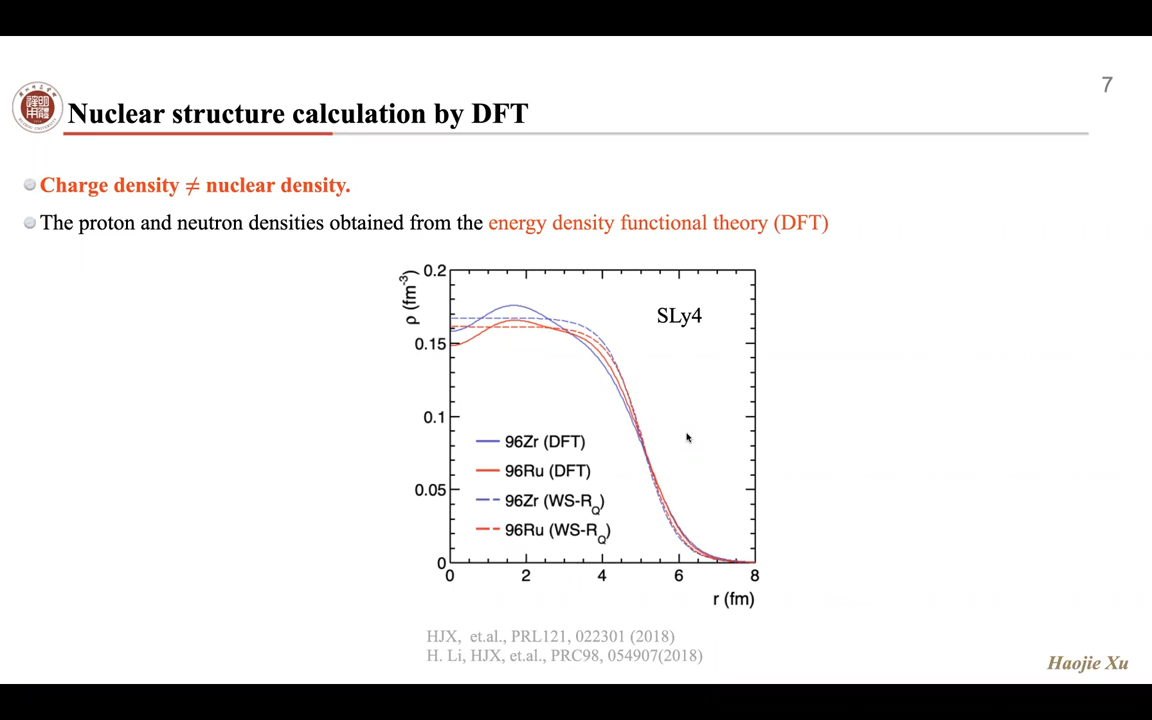 7
Nuclear structure calculation by DFT
Charge density ≠ nuclear density.
The proton and neutron densities obtained from the energy density functional theory (DFT)
ρ (fm⁻³)
0.2
0.15
0.1
0.05
0
SLy4
96Zr (DFT)
96Ru (DFT)
96Zr (WS-R_Q)
96Ru (WS-R_Q)
0 2 4 6 8
r (fm)
HJX, et.al., PRL121, 022301 (2018)
H. Li, HJX, et.al., PRC98, 054907(2018)
Haojie Xu